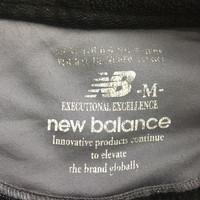 NB -M-
EXECUTIONAL EXCELLENCE
new balance
Innovative products continue
to elevate
the brand globally